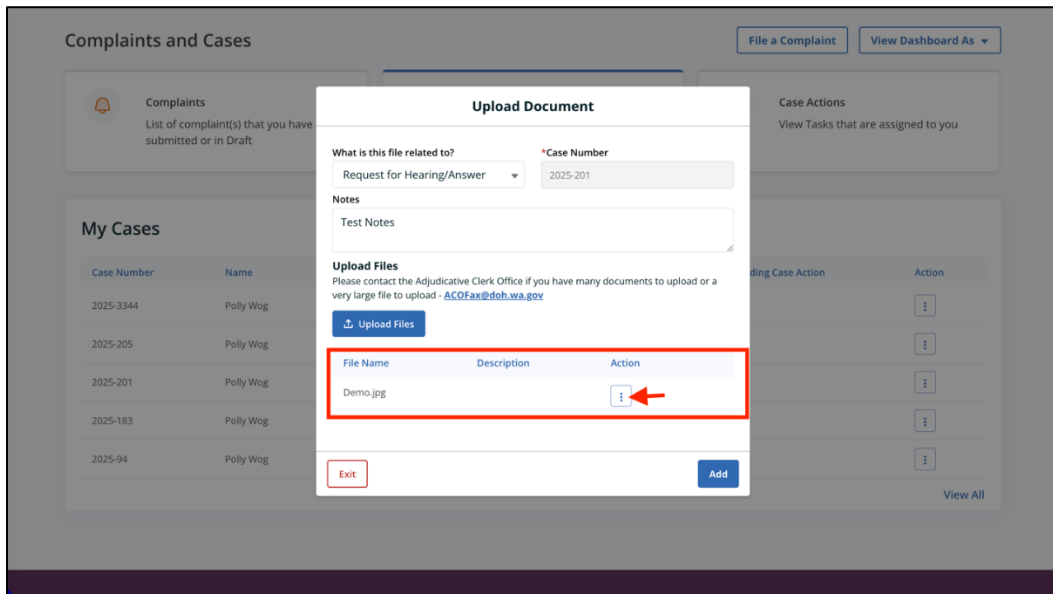 Complaints and Cases
File a Complaint
View Dashboard As
Complaints
List of complaint(s) that you have
submitted or in Draft
Case Actions
View Tasks that are assigned to you
Upload Document
What is this file related to?
*Case Number
Request for Hearing/Answer
2025-201
Notes
Test Notes
Upload Files
Please contact the Adjudicative Clerk Office if you have many documents to upload or a
very large file to upload - ACOFax@doh.wa.gov
Upload Files
File Name Description Action
Demo.jpg
Exit
Add
My Cases
Case Number Name ding Case Action Action
2025-3344 Polly Wog
2025-205 Polly Wog
2025-201 Polly Wog
2025-183 Polly Wog
2025-94 Polly Wog
View All